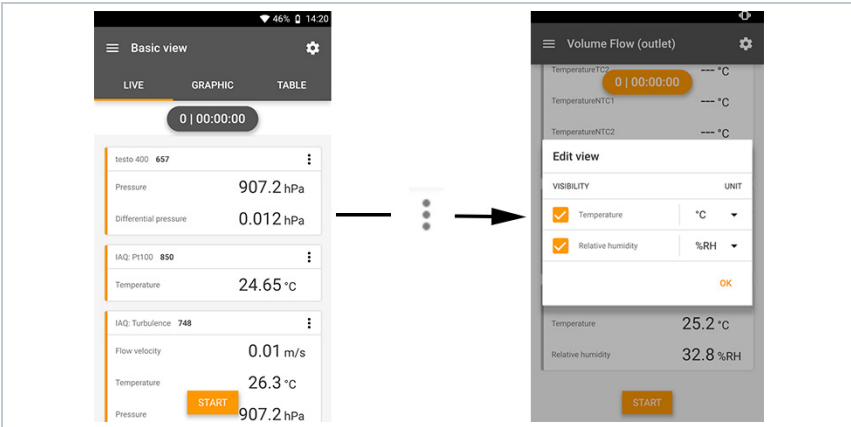 46% 14:20
Basic view
LIVE GRAPHIC TABLE
0 | 00:00:00
testo 400 657
Pressure 907.2 hPa
Differential pressure 0.012 hPa
IAQ: Pt100 850
Temperature 24.65 °C
IAQ: Turbulence 748
Flow velocity 0.01 m/s
Temperature 26.3 °C
START
Pressure 907.2 hPa
Volume Flow (outlet)
TemperatureTC2 --- °C
0 | 00:00:00
TemperatureNTC1 --- °C
TemperatureNTC2 --- °C
Edit view
VISIBILITY UNIT
Temperature °C
Relative humidity %RH
OK
Temperature 25.2 °C
Relative humidity 32.8 %RH
START